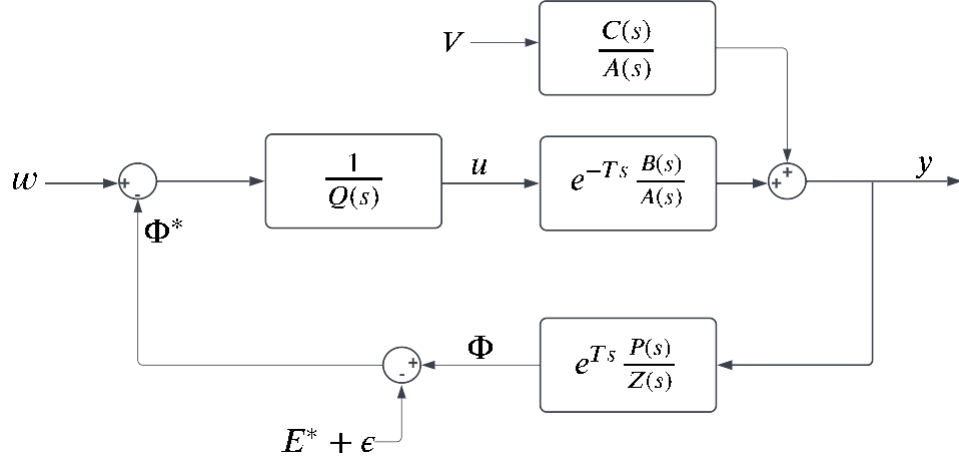 V
C(s)
A(s)
w
+
-
1
Q(s)
u
e^{-Ts} B(s)
A(s)
+
+
y
Φ*
Φ
+
-
e^{Ts} P(s)
Z(s)
E* + ϵ